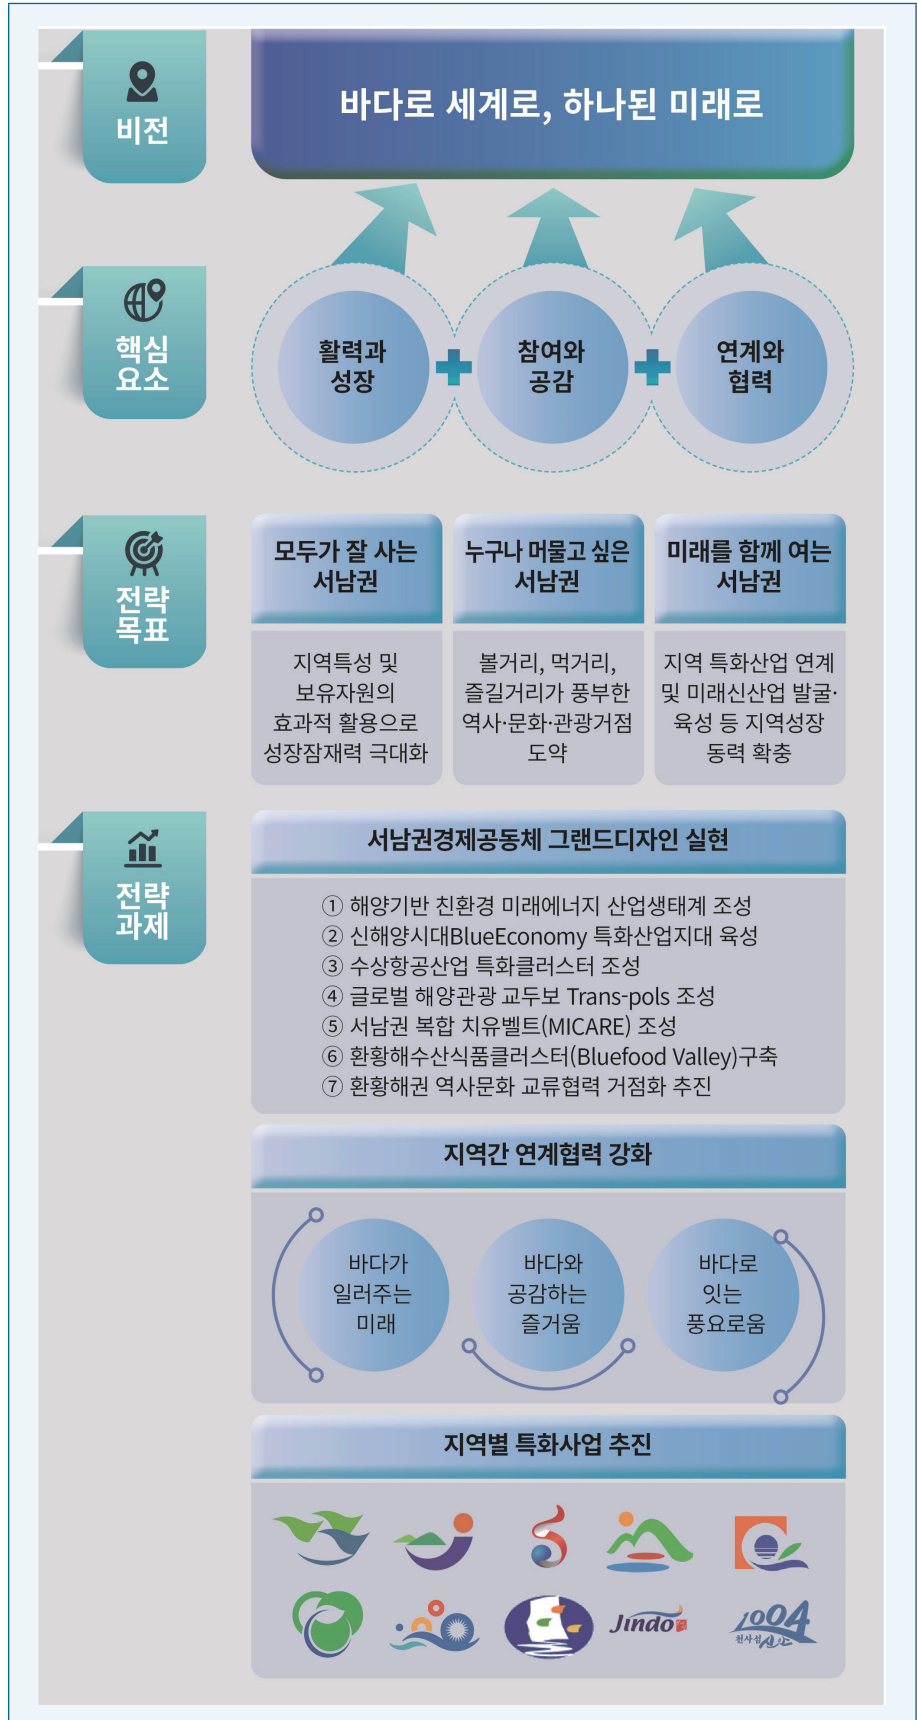 비전
바다로 세계로, 하나된 미래로
핵심
요소
활력과
성장
참여와
공감
연계와
협력
전략
목표
모두가 잘 사는
서남권
지역특성 및
보유자원의
효과적 활용으로
성장잠재력 극대화
누구나 머물고 싶은
서남권
볼거리, 먹거리,
즐길거리가 풍부한
역사·문화·관광거점
도약
미래를 함께 여는
서남권
지역 특화산업 연계
및 미래신산업 발굴·
육성 등 지역성장
동력 확충
전략
과제
서남권경제공동체 그랜드디자인 실현
① 해양기반 친환경 미래에너지 산업생태계 조성
② 신해양시대BlueEconomy 특화산업지대 육성
③ 수상항공산업 특화클러스터 조성
④ 글로벌 해양관광 교두보 Trans-pols 조성
⑤ 서남권 복합 치유벨트(MICARE) 조성
⑥ 환황해수산식품클러스터(Bluefood Valley)구축
⑦ 환황해권 역사문화 교류협력 거점화 추진
지역간 연계협력 강화
바다가
일러주는
미래
바다와
공감하는
즐거움
바다로
잇는
풍요로움
지역별 특화사업 추진
Jindo
1004
천사섬 신안